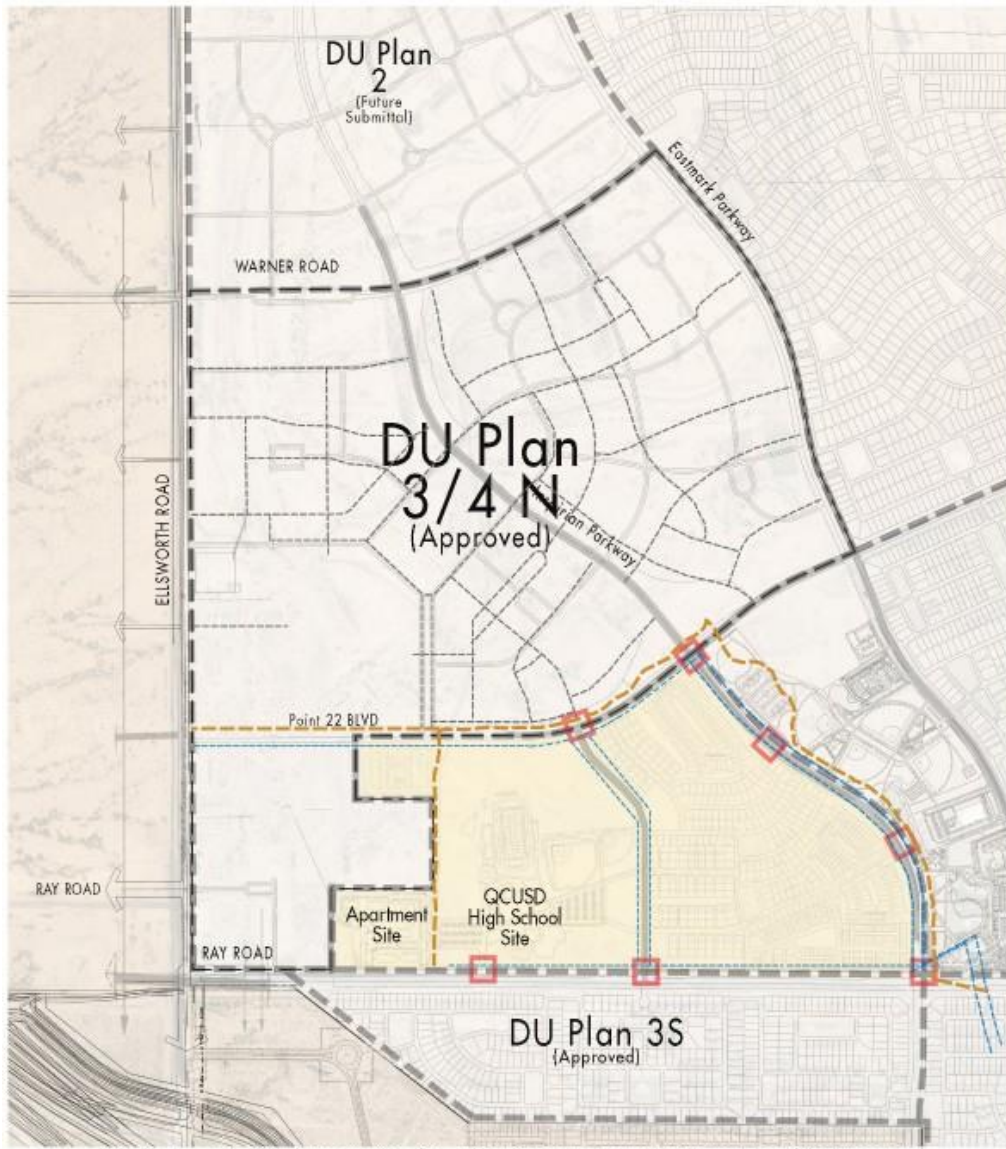 DU Plan
2
(Future
Submittal)
Eastmark Parkway
WARNER ROAD
DU Plan
3/4 N
(Approved)
Parkway
ELLSWORTH ROAD
Point 22 BLVD
RAY ROAD
Apartment
Site
QCUSD
High School
Site
RAY ROAD
DU Plan 3S
(Approved)